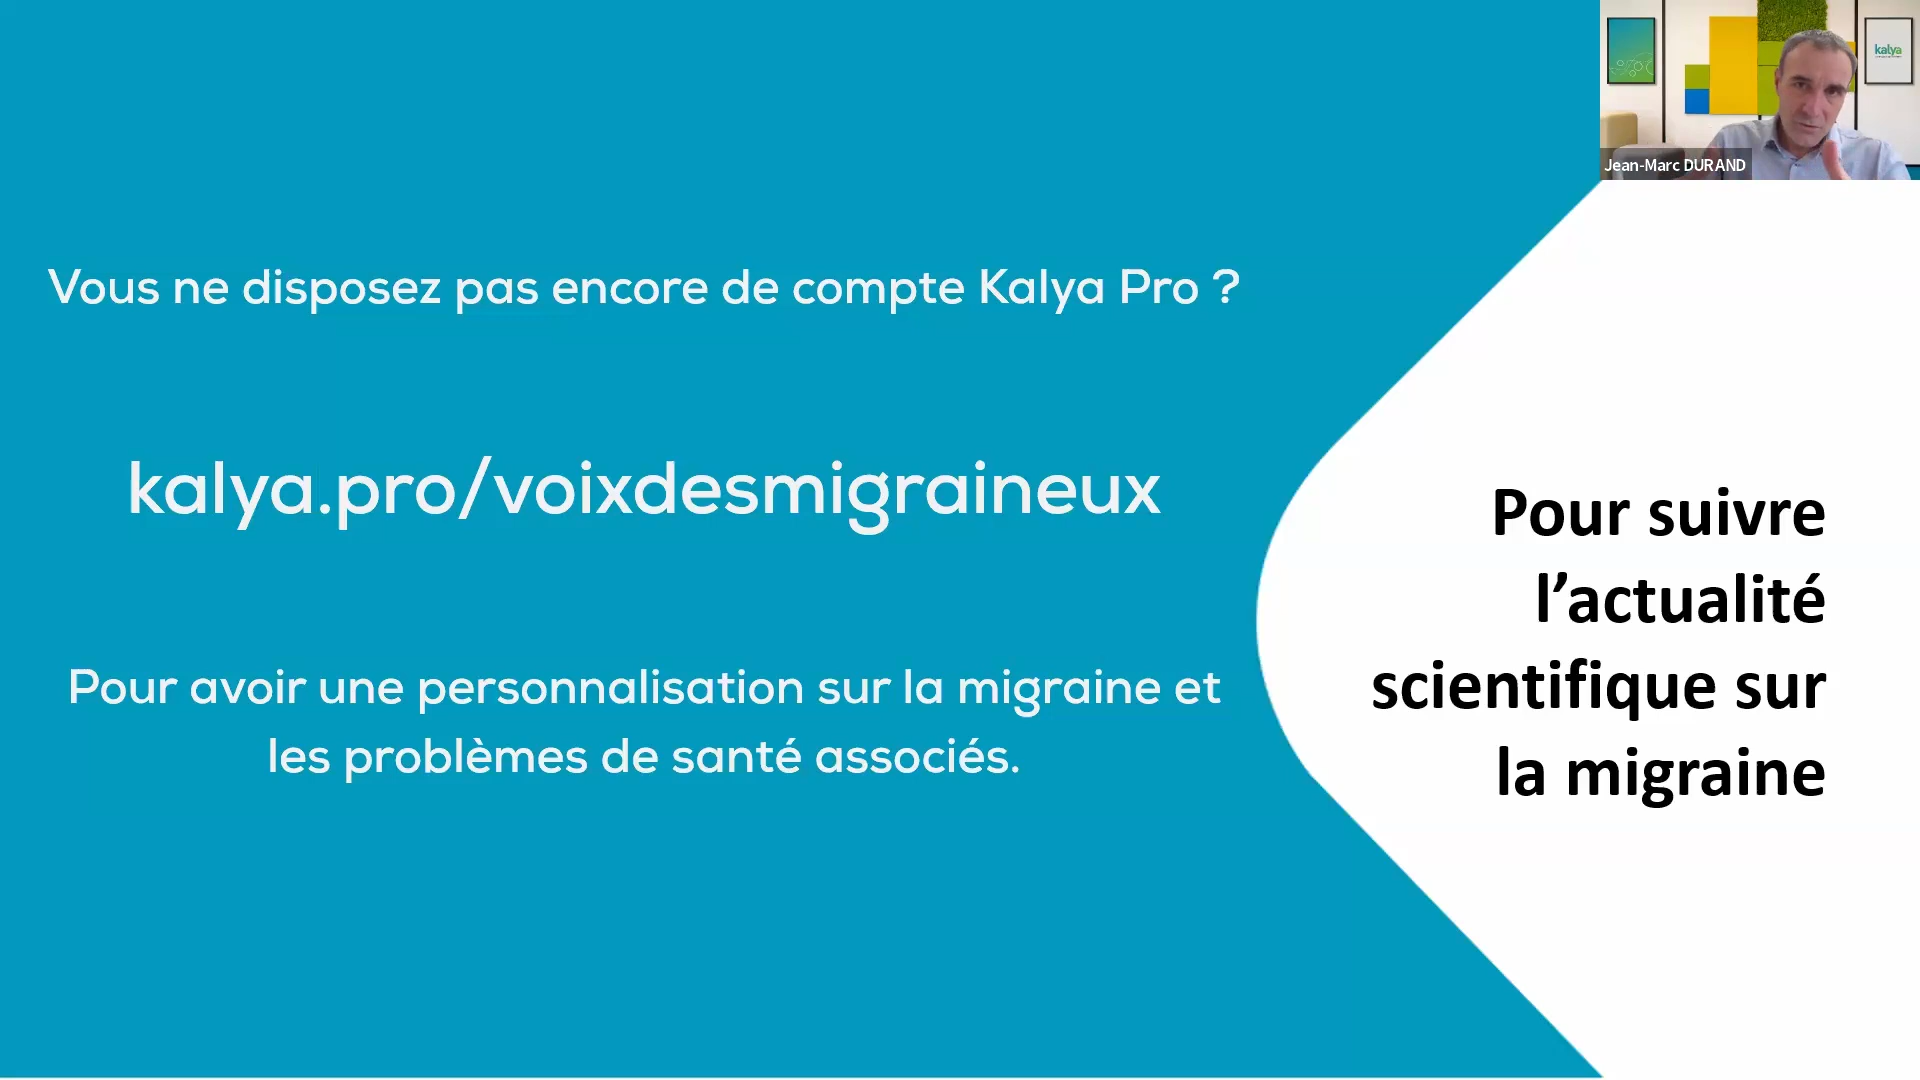 kalya
Jean-Marc DURAND
Vous ne disposez pas encore de compte Kalya Pro ?
kalya.pro/voixdesmigraineux
Pour avoir une personnalisation sur la migraine et
les problèmes de santé associés.
Pour suivre
l’actualité
scientifique sur
la migraine